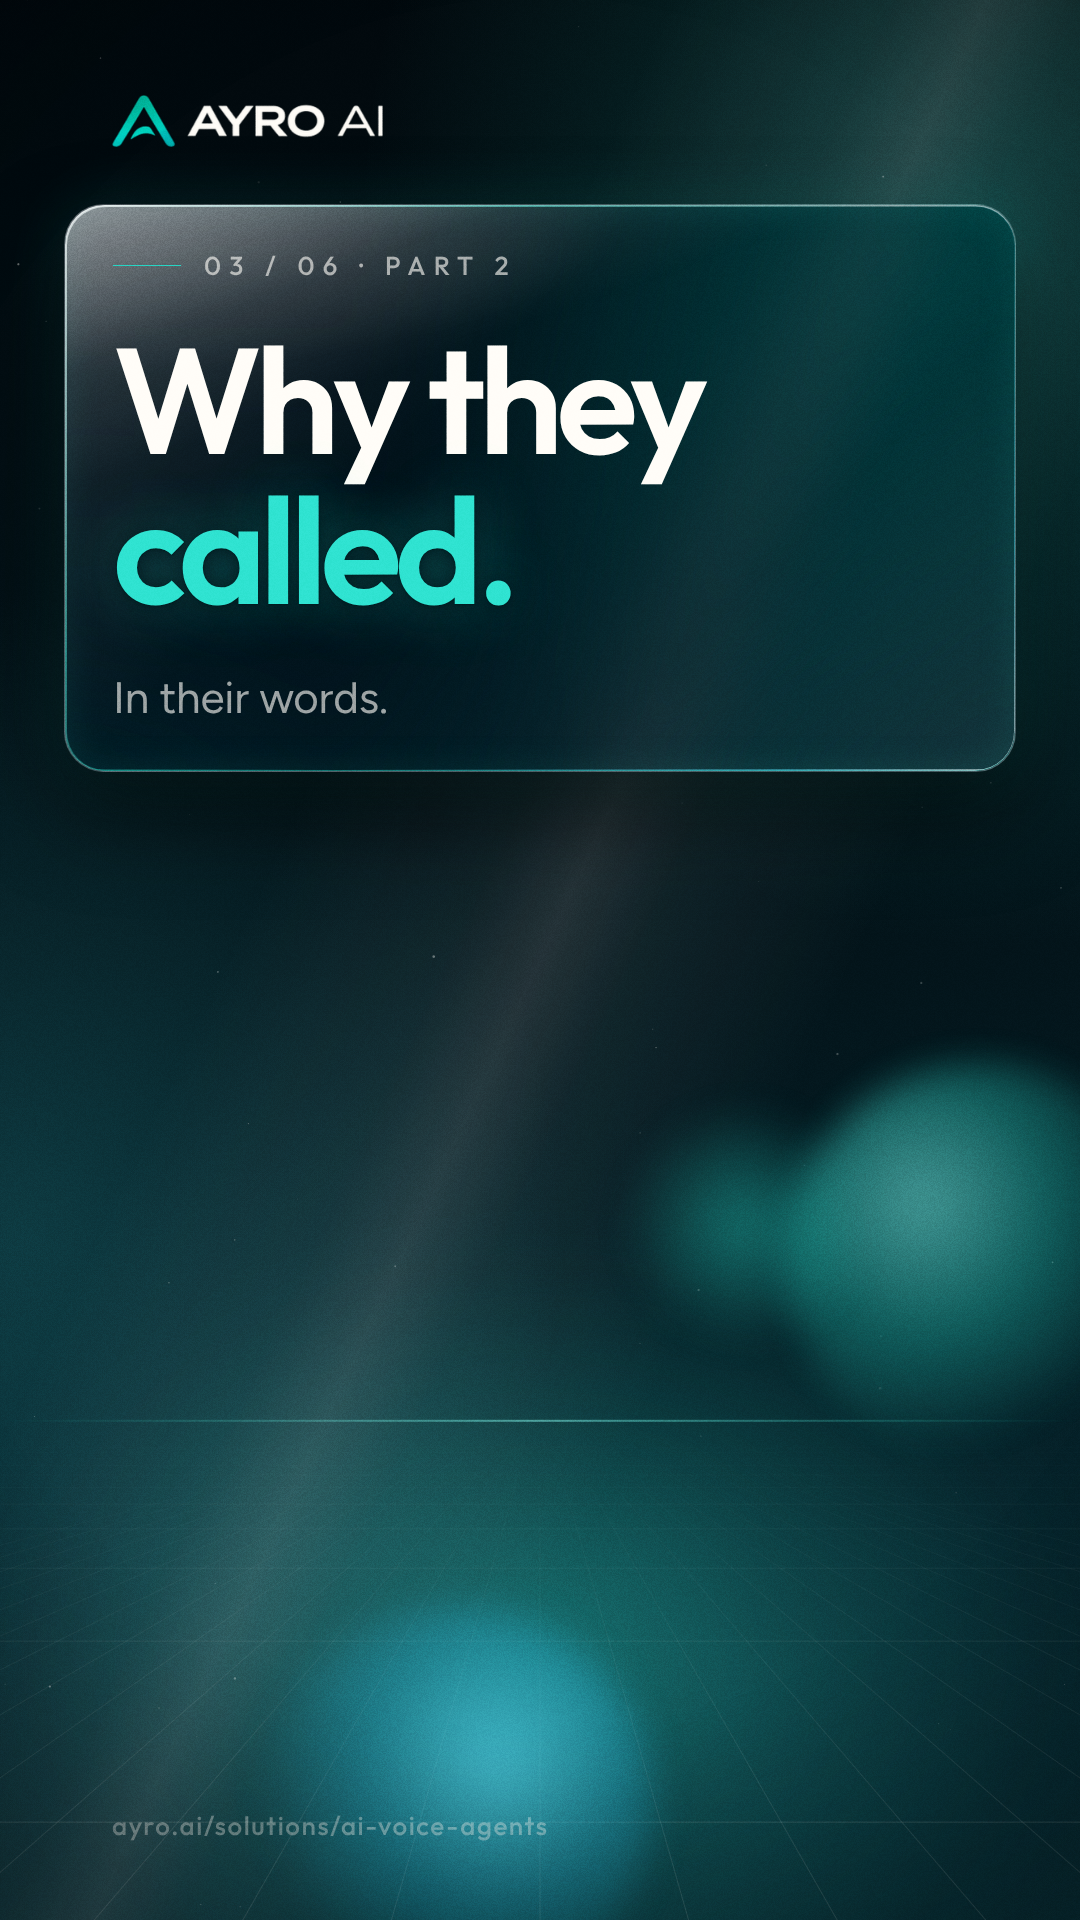 AYRO AI
03 / 06 · PART 2
Why they
called.
In their words.
ayro.ai/solutions/ai-voice-agents